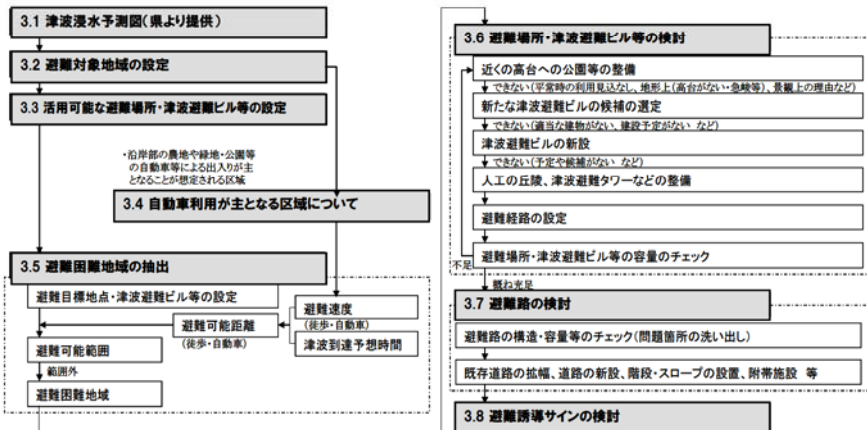 3.1 津波浸水予測図(県より提供)
3.2 避難対象地域の設定
3.3 活用可能な避難場所・津波避難ビル等の設定
・沿岸部の農地や緑地・公園等
の自動車等による出入りが主
となることが想定される区域
3.4 自動車利用が主となる区域について
3.5 避難困難地域の抽出
避難目標地点・津波避難ビル等の設定
避難速度
(徒歩・自動車)
避難可能距離
(徒歩・自動車)
津波到達予想時間
避難可能範囲
範囲外
避難困難地域
3.6 避難場所・津波避難ビル等の検討
近くの高台への公園等の整備
できない(平常時の利用見込なし、地形上(高台がない・急峻等)、景観上の理由など)
新たな津波避難ビルの候補の選定
できない(適当な建物がない、建設予定がない など)
津波避難ビルの新設
できない(予定や候補がない など)
人工の丘陵、津波避難タワーなどの整備
避難経路の設定
避難場所・津波避難ビル等の容量のチェック
不足
概ね充足
3.7 避難路の検討
避難路の構造・容量等のチェック(問題箇所の洗い出し)
既存道路の拡幅、道路の新設、階段・スロープの設置、附帯施設 等
3.8 避難誘導サインの検討